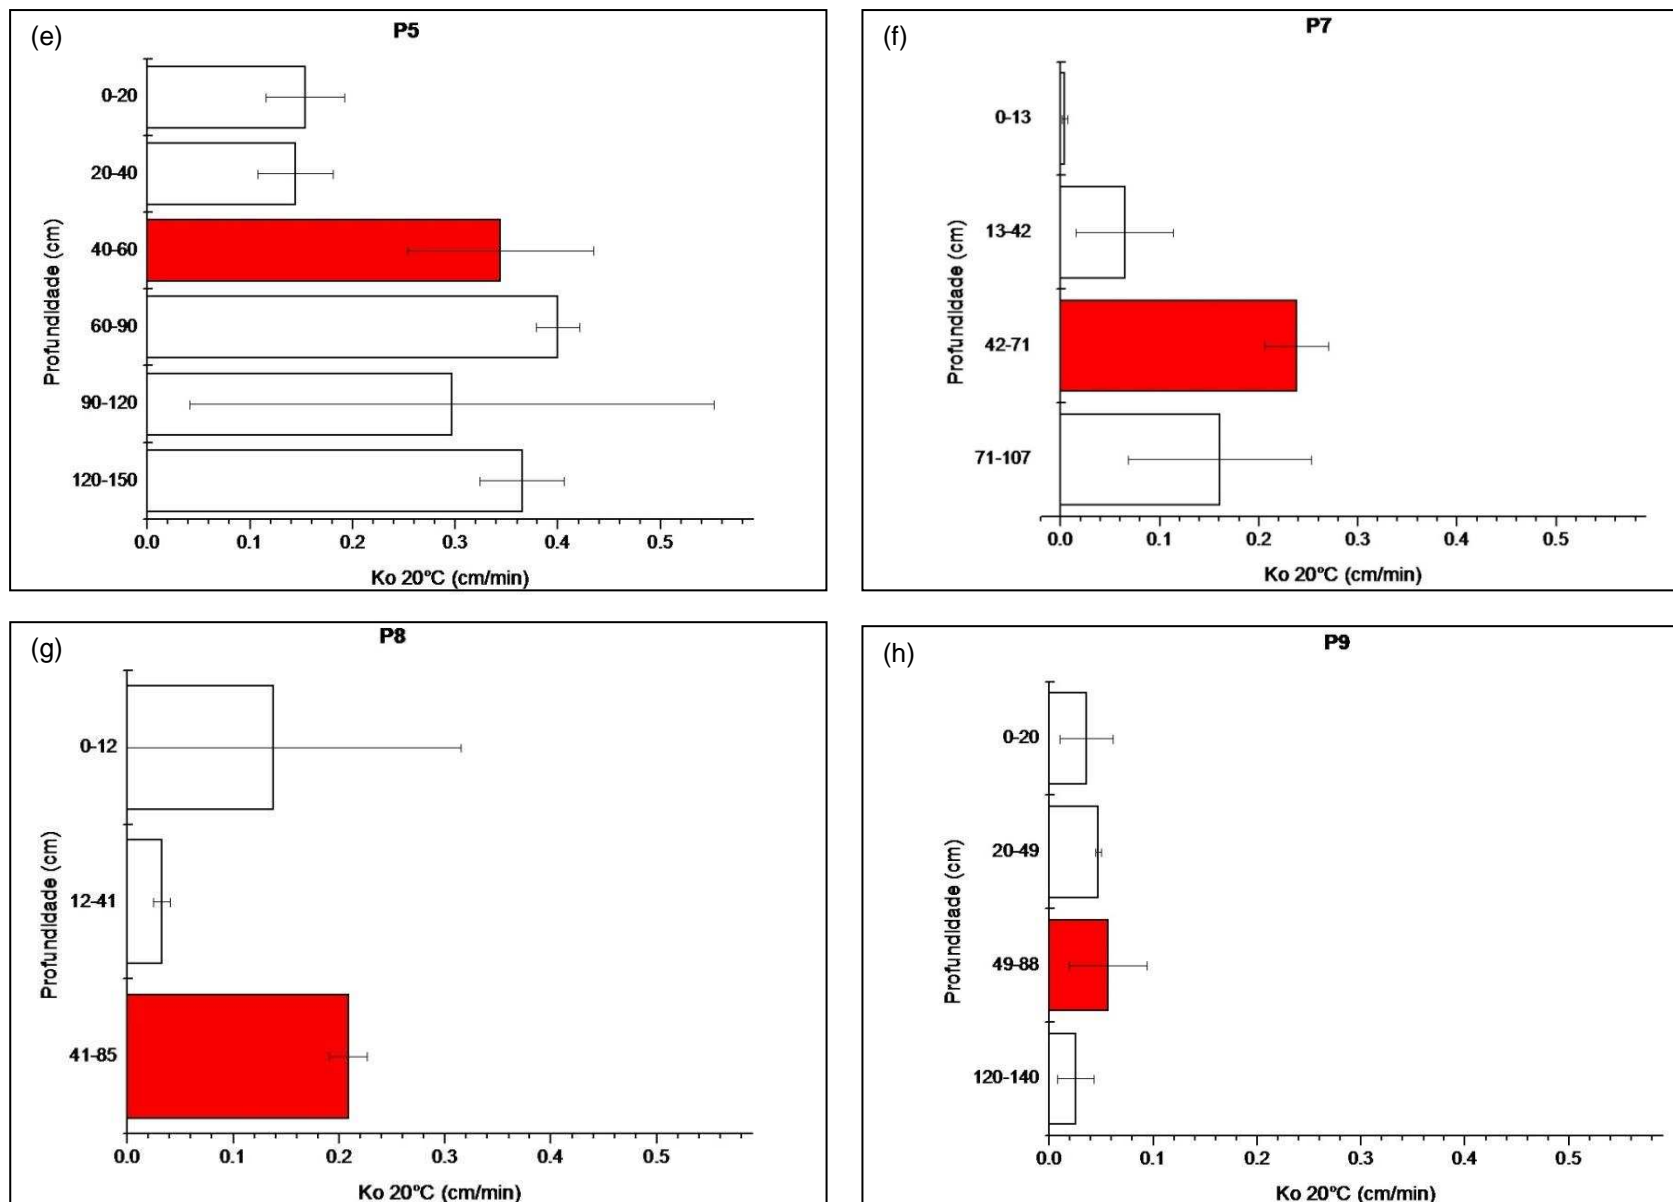 (e)
P5
Profundidade (cm)
0-20
20-40
40-60
60-90
90-120
120-150
0.0 0.1 0.2 0.3 0.4 0.5
Ko 20ºC (cm/min)
(f)
P7
Profundidade (cm)
0-13
13-42
42-71
71-107
0.0 0.1 0.2 0.3 0.4 0.5
Ko 20ºC (cm/min)
(g)
P8
Profundidade (cm)
0-12
12-41
41-85
0.0 0.1 0.2 0.3 0.4 0.5
Ko 20ºC (cm/min)
(h)
P9
Profundidade (cm)
0-20
20-49
49-88
120-140
0.0 0.1 0.2 0.3 0.4 0.5
Ko 20ºC (cm/min)